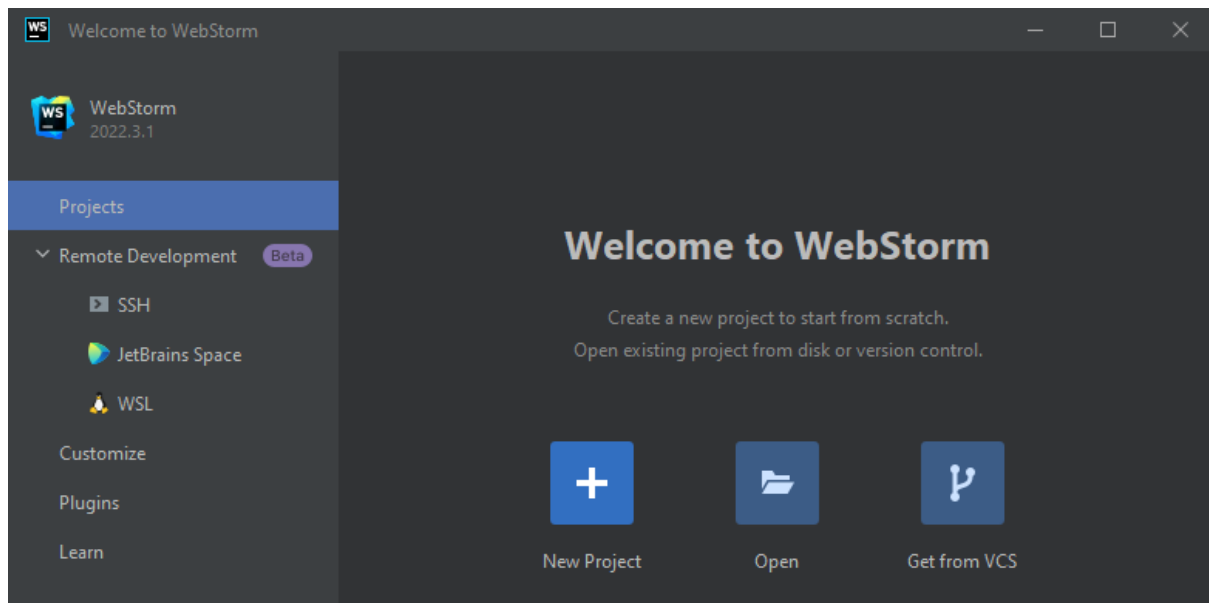 WS Welcome to WebStorm
WS WebStorm
2022.3.1
Projects
Remote Development Beta
SSH
JetBrains Space
WSL
Customize
Plugins
Learn
Welcome to WebStorm
Create a new project to start from scratch.
Open existing project from disk or version control.
New Project Open Get from VCS